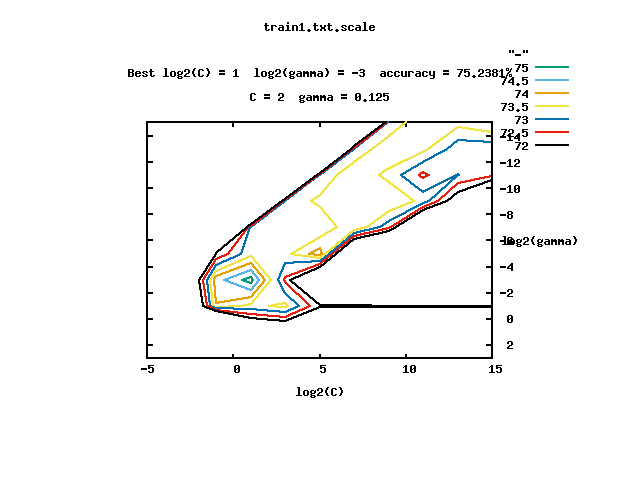 train1.txt.scale
"-"
Best log2(C) = 1  log2(gamma) = -3  accuracy = 75.2381%
75
74.5
74
C = 2  gamma = 0.125
73.5
73
72.5
72
-14
-12
-10
-8
-6
log2(gamma)
-4
-2
0
2
-5 0 5 10 15
log2(C)